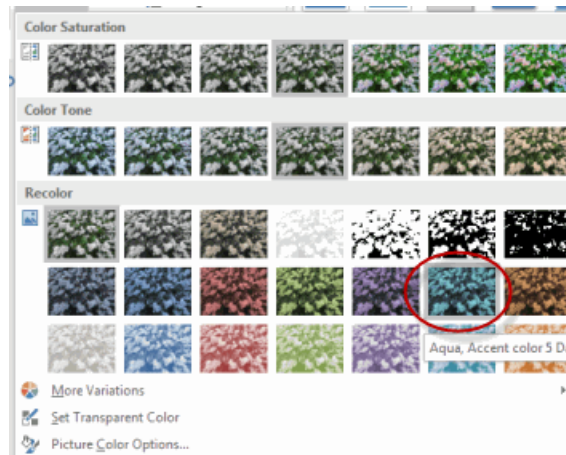 Color Saturation
Color Tone
Recolor
Aqua, Accent color 5 Da
More Variations
Set Transparent Color
Picture Color Options...